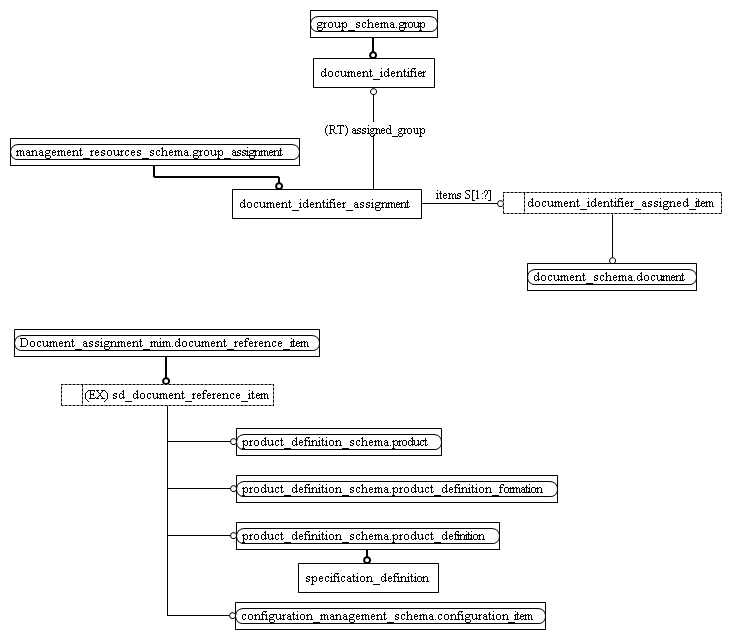 group_schema.group
document_identifier
(RT) assigned_group
management_resources_schema.group_assignment
document_identifier_assignment
items S[1:?]
document_identifier_assigned_item
document_schema.document
Document_assignment_mim.document_reference_item
(EX) sd_document_reference_item
product_definition_schema.product
product_definition_schema.product_definition_formation
product_definition_schema.product_definition
specification_definition
configuration_management_schema.configuration_item